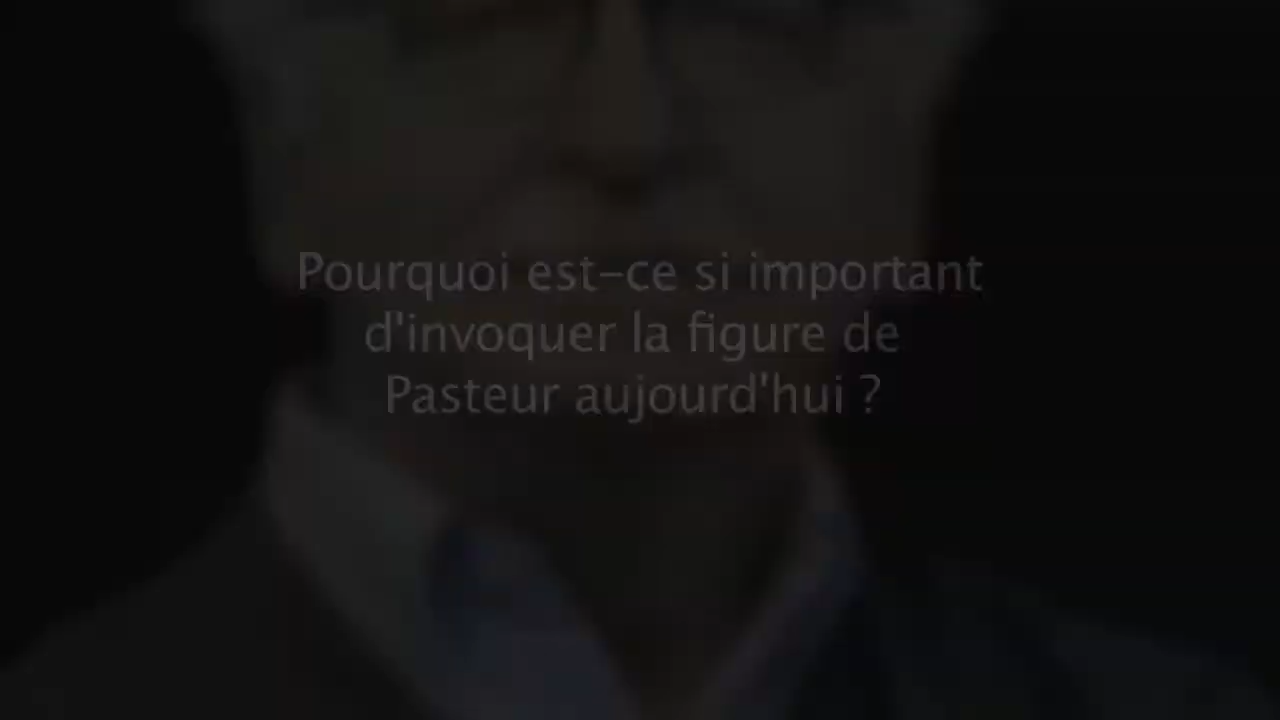 Pourquoi est-ce si important
d'invoquer la figure de
Pasteur aujourd'hui ?